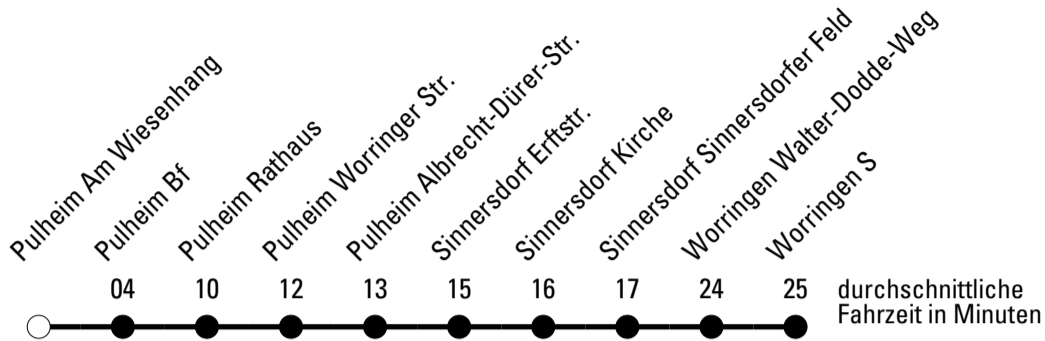 Pulheim Am Wiesenhang
Pulheim Bf
Pulheim Rathaus
Pulheim Worringer Str.
Pulheim Albrecht-Dürer-Str.
Sinnersdorf Erftstr.
Sinnersdorf Kirche
Sinnersdorf Sinnersdorfer Feld
Worringen Walter-Dodde-Weg
Worringen S
04 10 12 13 15 16 17 24 25
durchschnittliche
Fahrzeit in Minuten